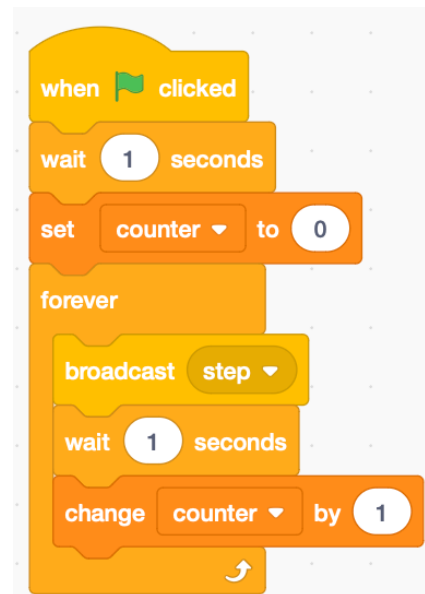 when clicked
wait 1 seconds
set counter to 0
forever
broadcast step
wait 1 seconds
change counter by 1